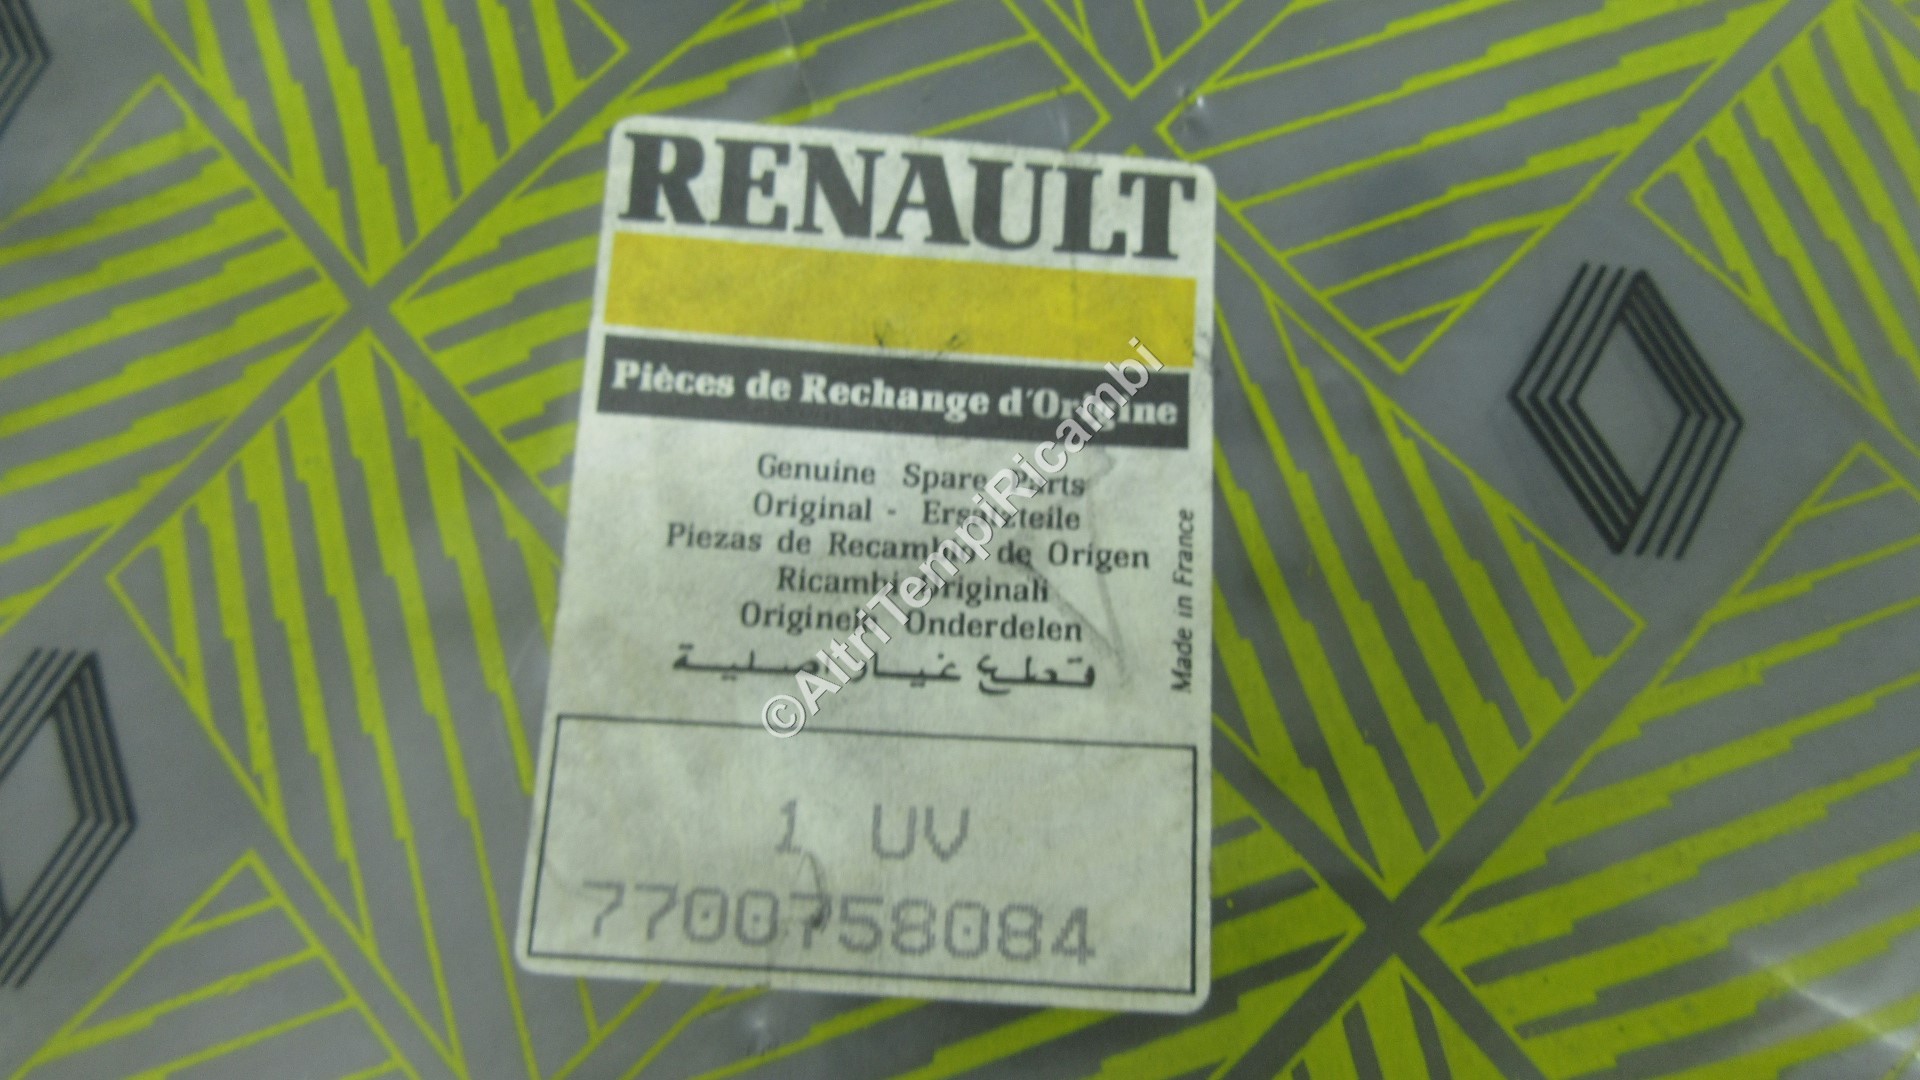 RENAULT
Pièces de Rechange d'Origine
Genuine Spare Parts
Original - Ersatzteile
Piezas de Recambio de Origen
Ricambi originali
Originele Onderdelen
قطع غيار أصلية
Made in France
1 UV
7700758084
©AltriTempiRicambi